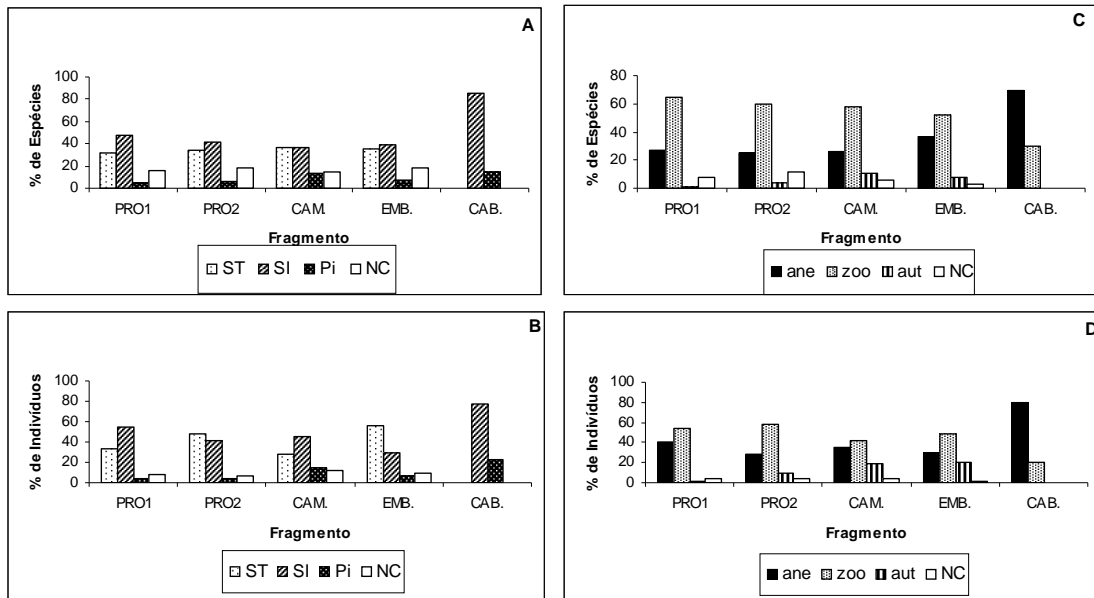 A
% de Espécies
100
80
60
40
20
0
PRO1 PRO2 CAM. EMB. CAB.
Fragmento
ST SI Pi NC
C
% de Espécies
80
60
40
20
0
PRO1 PRO2 CAM. EMB. CAB.
Fragmento
ane zoo aut NC
B
% de Indivíduos
100
80
60
40
20
0
PRO1 PRO2 CAM. EMB. CAB.
Fragmento
ST SI Pi NC
D
% de Indivíduos
100
80
60
40
20
0
PRO1 PRO2 CAM. EMB. CAB.
Fragmento
ane zoo aut NC